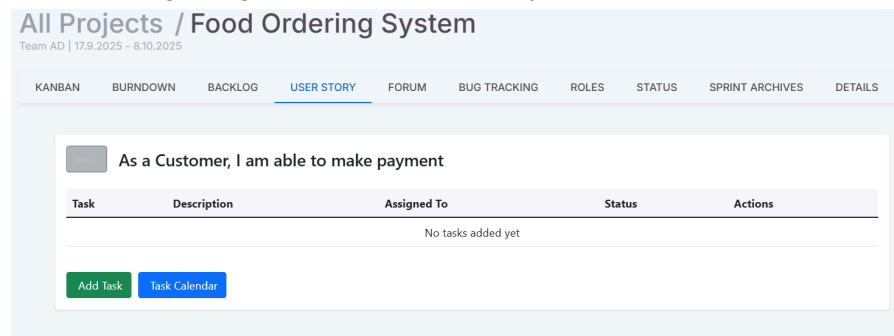 All Projects / Food Ordering System
Team AD | 17.9.2025 - 8.10.2025
KANBAN BURNDOWN BACKLOG USER STORY FORUM BUG TRACKING ROLES STATUS SPRINT ARCHIVES DETAILS
As a Customer, I am able to make payment
Task Description Assigned To Status Actions
No tasks added yet
Add Task Task Calendar